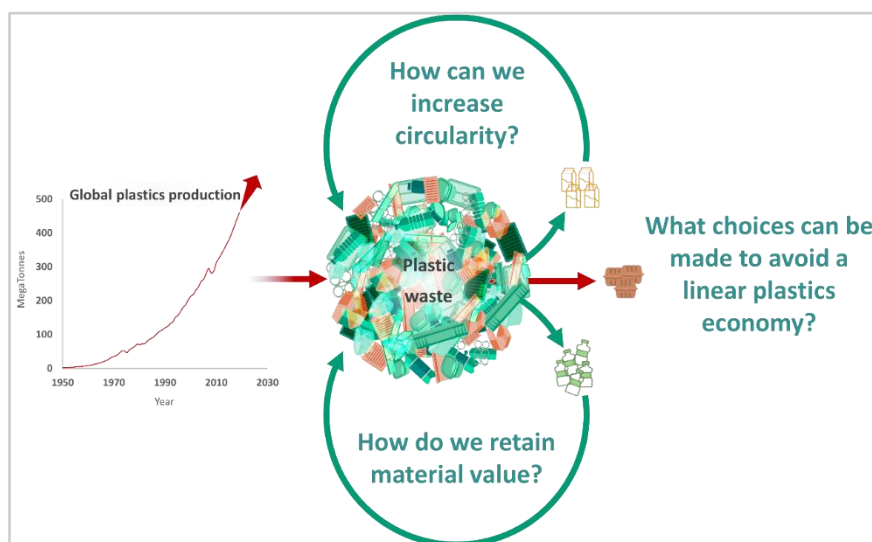 How can we
increase
circularity?
Global plastics production
MegaTonnes
500
400
300
200
100
0
1950
1970
1990
2010
2030
Year
Plastic
waste
What choices can be
made to avoid a
linear plastics
economy?
How do we retain
material value?